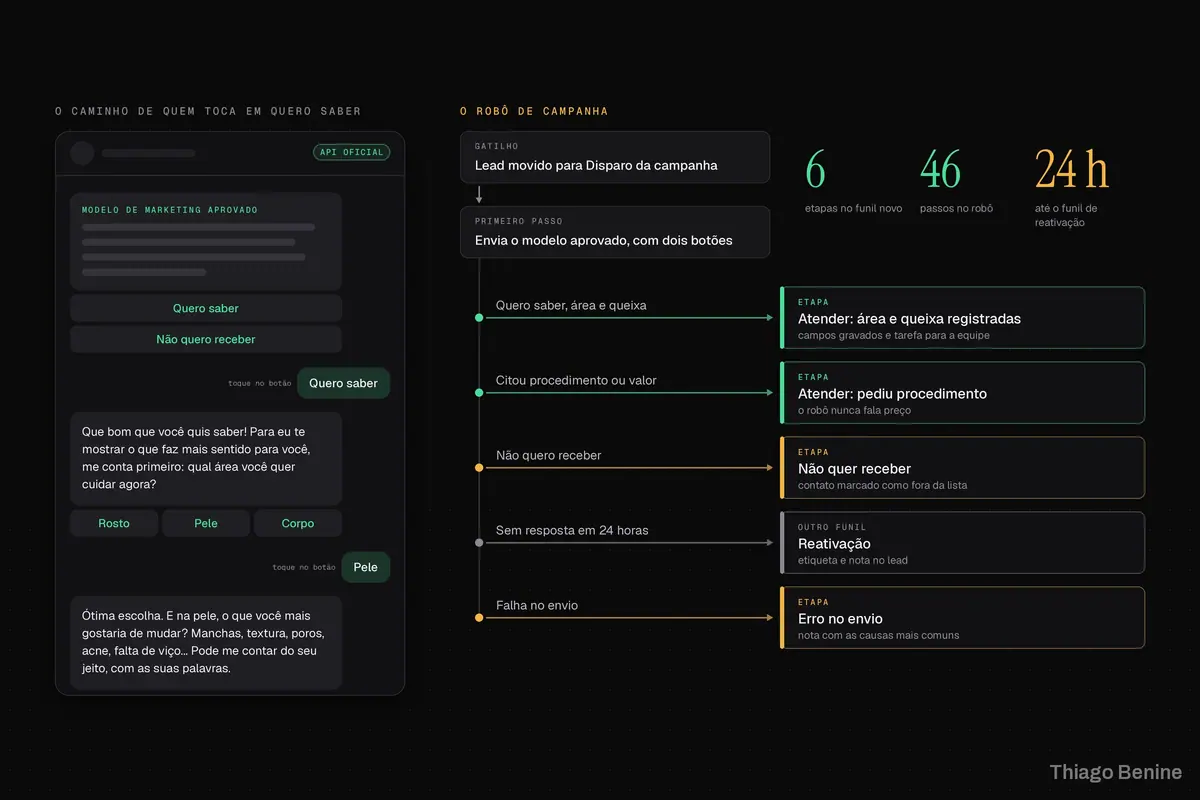 O CAMINHO DE QUEM TOCA EM QUERO SABER
API OFICIAL
MODELO DE MARKETING APROVADO
Quero saber
Não quero receber
toque no botão
Quero saber
Que bom que você quis saber! Para eu te
mostrar o que faz mais sentido para você,
me conta primeiro: qual área você quer
cuidar agora?
Rosto
Pele
Corpo
toque no botão
Pele
Ótima escolha. E na pele, o que você mais
gostaria de mudar? Manchas, textura, poros,
acne, falta de viço... Pode me contar do seu
jeito, com as suas palavras.
O ROBÔ DE CAMPANHA
GATILHO
Lead movido para Disparo da campanha
PRIMEIRO PASSO
Envia o modelo aprovado, com dois botões
6
etapas no funil novo
46
passos no robô
24 h
até o funil de
reativação
Quero saber, área e queixa
ETAPA
Atender: área e queixa registradas
campos gravados e tarefa para a equipe
Citou procedimento ou valor
ETAPA
Atender: pediu procedimento
o robô nunca fala preço
Não quero receber
ETAPA
Não quer receber
contato marcado como fora da lista
Sem resposta em 24 horas
OUTRO FUNIL
Reativação
etiqueta e nota no lead
Falha no envio
ETAPA
Erro no envio
nota com as causas mais comuns
Thiago Benine